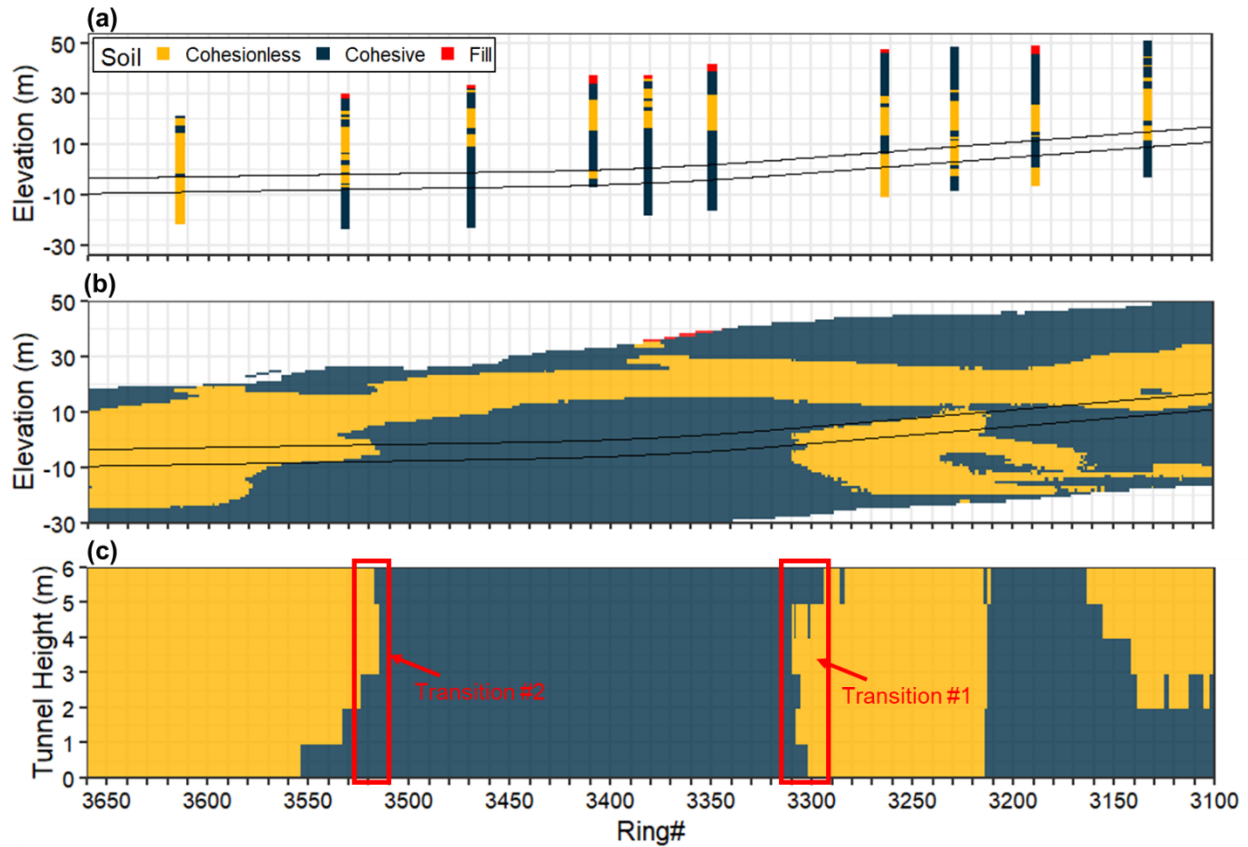 (a)
Soil Cohesionless Cohesive Fill
Elevation (m)
50
30
10
-10
-30
(b)
Elevation (m)
50
30
10
-10
-30
(c)
Tunnel Height (m)
6
5
4
3
2
1
0
Transition #2
Transition #1
3650 3600 3550 3500 3450 3400 3350 3300 3250 3200 3150 3100
Ring#